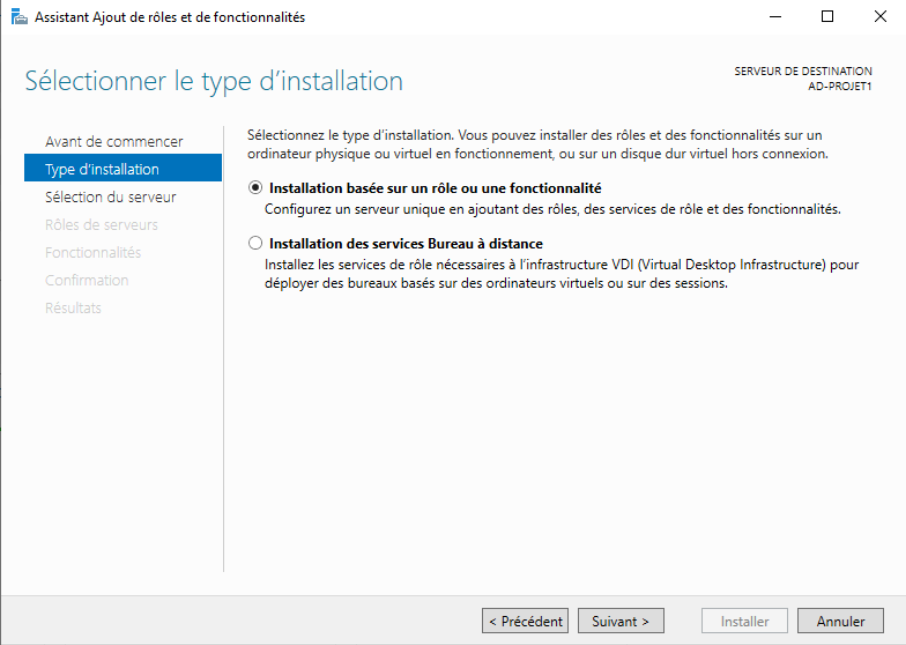 Assistant Ajout de rôles et de fonctionnalités
Sélectionner le type d'installation
SERVEUR DE DESTINATION
AD-PROJET1
Avant de commencer
Type d'installation
Sélection du serveur
Rôles de serveurs
Fonctionnalités
Confirmation
Résultats
Sélectionnez le type d'installation. Vous pouvez installer des rôles et des fonctionnalités sur un
ordinateur physique ou virtuel en fonctionnement, ou sur un disque dur virtuel hors connexion.
Installation basée sur un rôle ou une fonctionnalité
Configurez un serveur unique en ajoutant des rôles, des services de rôle et des fonctionnalités.
Installation des services Bureau à distance
Installez les services de rôle nécessaires à l'infrastructure VDI (Virtual Desktop Infrastructure) pour
déployer des bureaux basés sur des ordinateurs virtuels ou sur des sessions.
< Précédent
Suivant >
Installer
Annuler